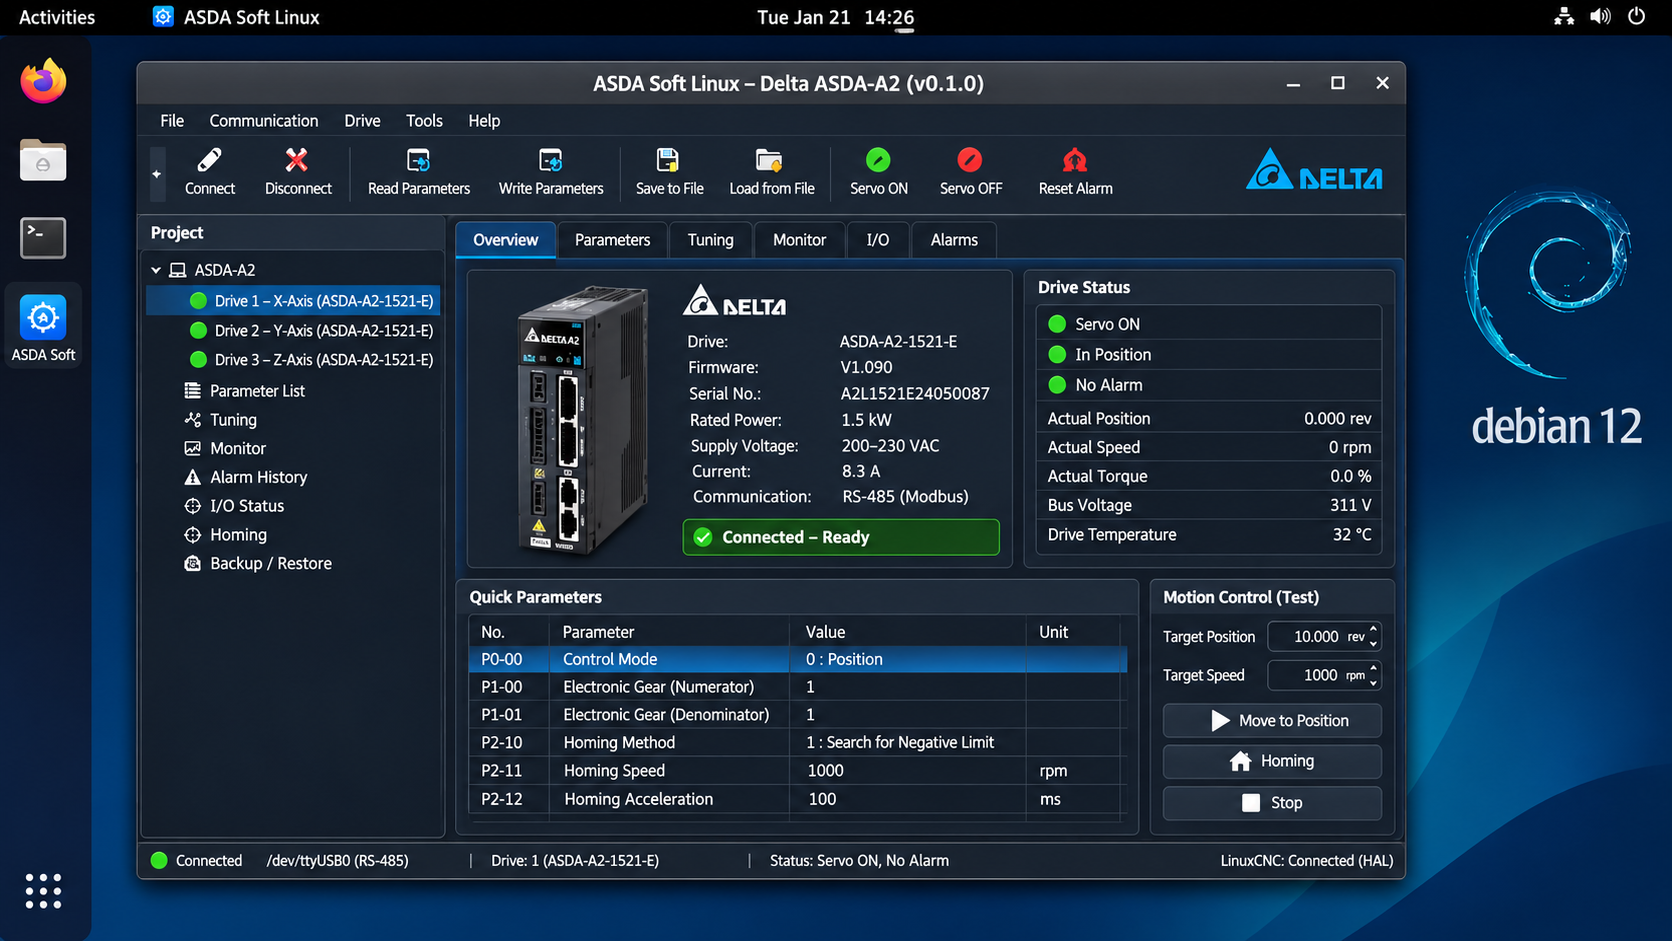 Activities
ASDA Soft Linux
Tue Jan 21 14:26
ASDA Soft Linux – Delta ASDA-A2 (v0.1.0)
File Communication Drive Tools Help
Connect Disconnect Read Parameters Write Parameters Save to File Load from File Servo ON Servo OFF Reset Alarm
DELTA
ASDA Soft
Project
ASDA-A2
Drive 1 – X-Axis (ASDA-A2-1521-E)
Drive 2 – Y-Axis (ASDA-A2-1521-E)
Drive 3 – Z-Axis (ASDA-A2-1521-E)
Parameter List
Tuning
Monitor
Alarm History
I/O Status
Homing
Backup / Restore
Overview Parameters Tuning Monitor I/O Alarms
DELTA A2
DELTA
Drive: ASDA-A2-1521-E
Firmware: V1.090
Serial No.: A2L1521E24050087
Rated Power: 1.5 kW
Supply Voltage: 200–230 VAC
Current: 8.3 A
Communication: RS-485 (Modbus)
Connected – Ready
Drive Status
Servo ON
In Position
No Alarm
Actual Position 0.000 rev
Actual Speed 0 rpm
Actual Torque 0.0 %
Bus Voltage 311 V
Drive Temperature 32 °C
Quick Parameters
No. Parameter Value Unit
P0-00 Control Mode 0 : Position
P1-00 Electronic Gear (Numerator) 1
P1-01 Electronic Gear (Denominator) 1
P2-10 Homing Method 1 : Search for Negative Limit
P2-11 Homing Speed 1000 rpm
P2-12 Homing Acceleration 100 ms
Motion Control (Test)
Target Position 10.000 rev
Target Speed 1000 rpm
Move to Position
Homing
Stop
Connected /dev/ttyUSB0 (RS-485) | Drive: 1 (ASDA-A2-1521-E) | Status: Servo ON, No Alarm LinuxCNC: Connected (HAL)
debian 12